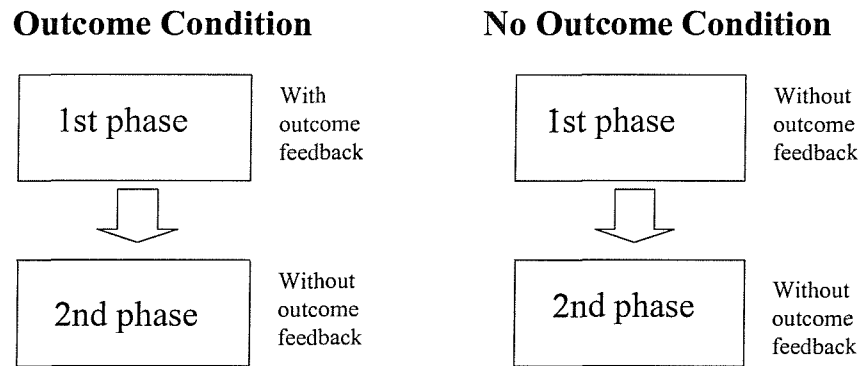 Outcome Condition
1st phase
With
outcome
feedback
2nd phase
Without
outcome
feedback
No Outcome Condition
1st phase
Without
outcome
feedback
2nd phase
Without
outcome
feedback